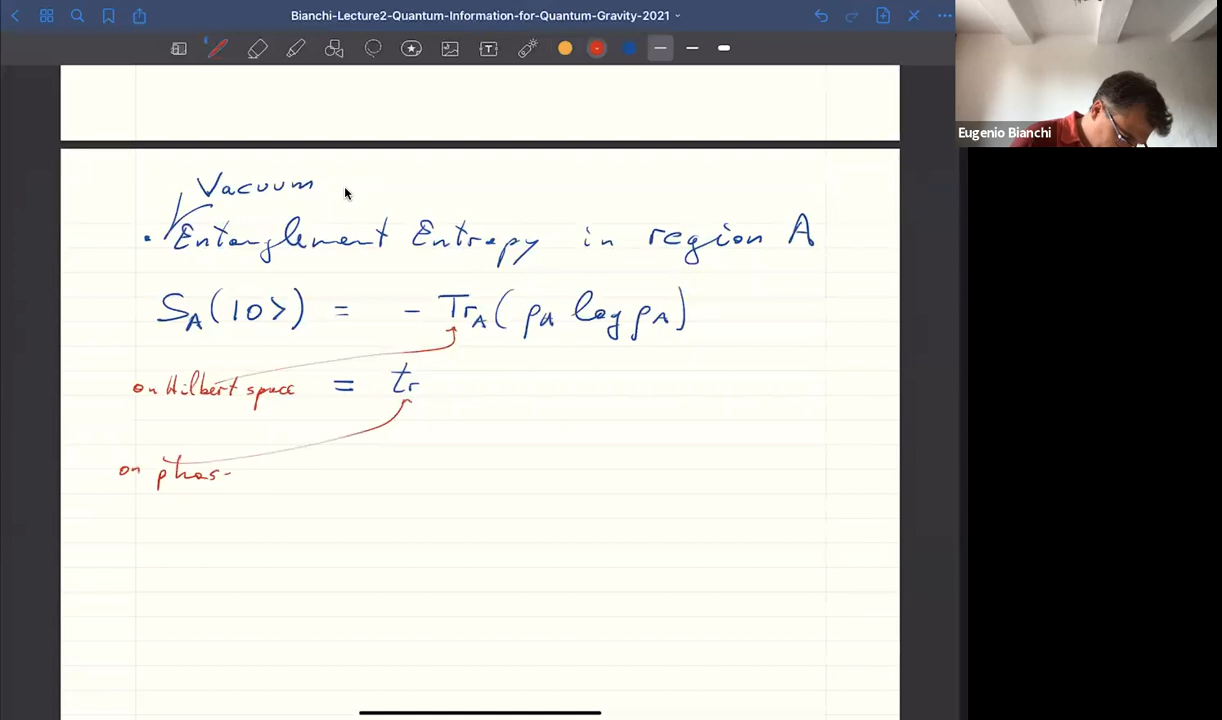 Bianchi-Lecture2-Quantum-Information-for-Quantum-Gravity-2021
Eugenio Bianchi
Vacuum
. Entanglement Entropy in region A
S_A(|0>) = - Tr_A(ρ_A log ρ_A)
on Hilbert space = tr
on phas-